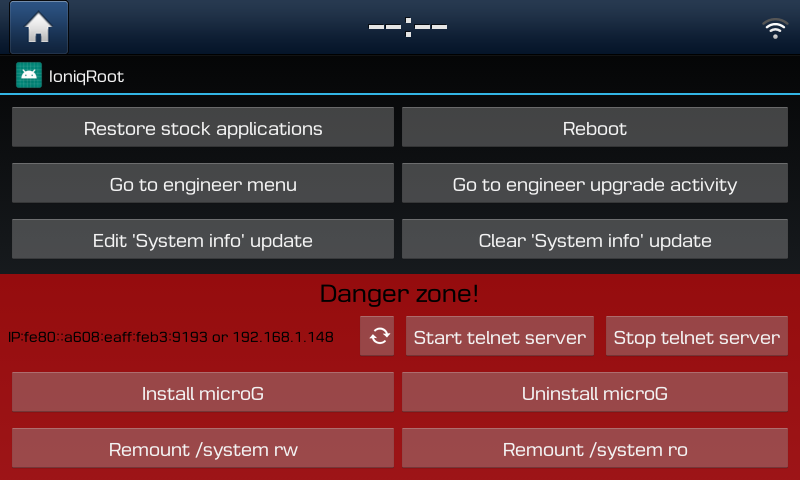 --:--
IoniqRoot
Restore stock applications
Reboot
Go to engineer menu
Go to engineer upgrade activity
Edit 'System info' update
Clear 'System info' update
Danger zone!
IP:fe80::a608:eaff:feb3:9193 or 192.168.1.148
Start telnet server
Stop telnet server
Install microG
Uninstall microG
Remount /system rw
Remount /system ro